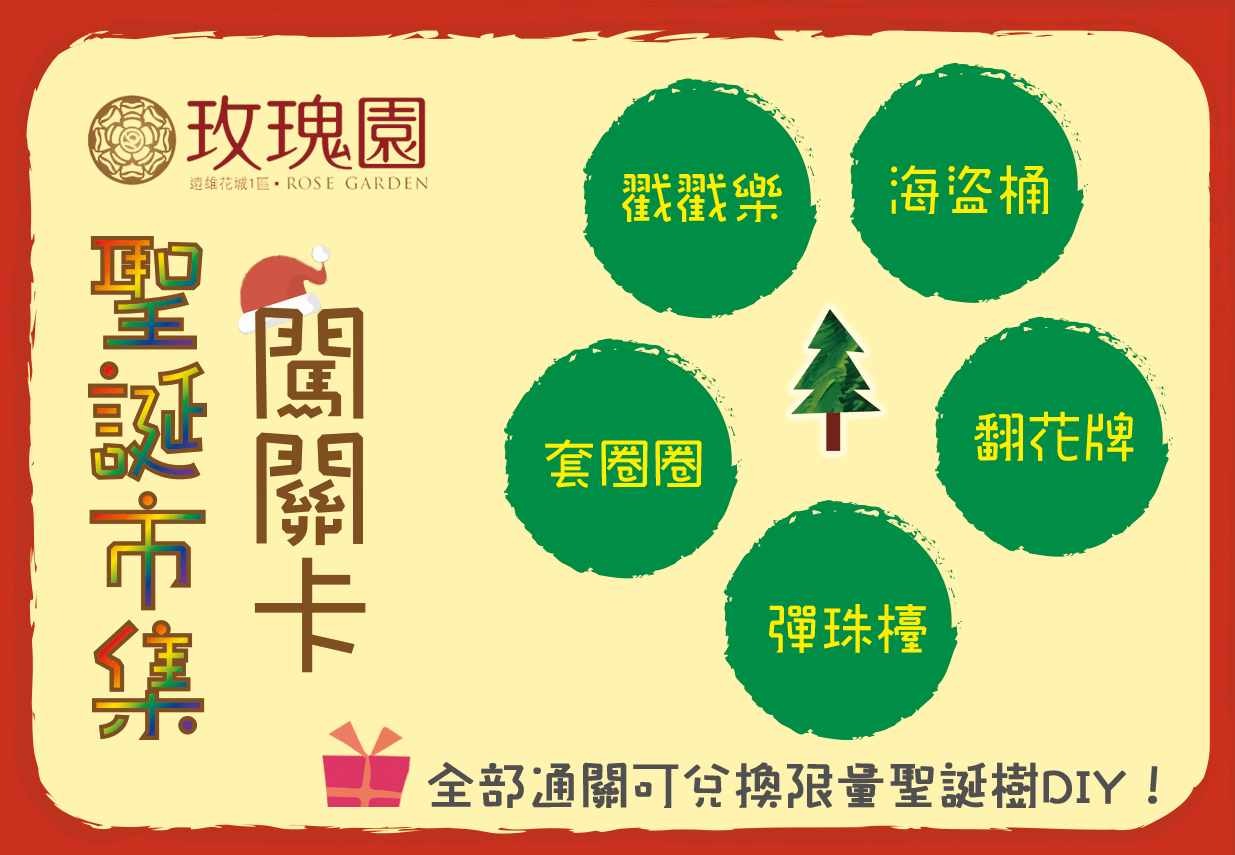 玫瑰園
遠雄花城1區•ROSE GARDEN
聖誕市集
闖關卡
戳戳樂
海盜桶
套圈圈
翻花牌
彈珠檯
全部通關可兌換限量聖誕樹DIY！